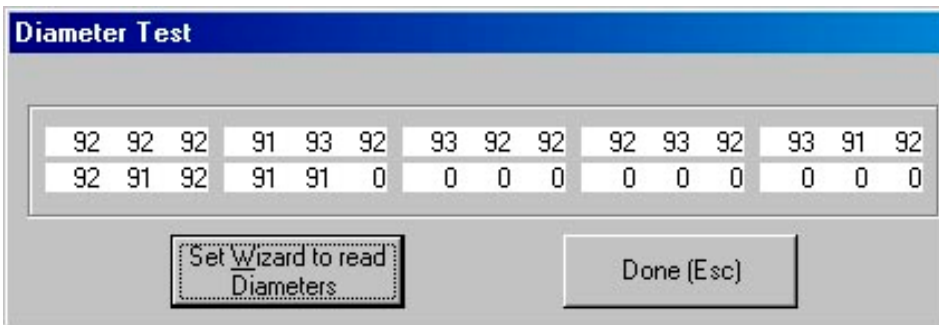 Diameter Test
92 92 92 91 93 92 93 92 92 92 93 92 93 91 92
92 91 92 91 91 0 0 0 0 0 0 0 0 0 0
Set Wizard to read
Diameters
Done (Esc)